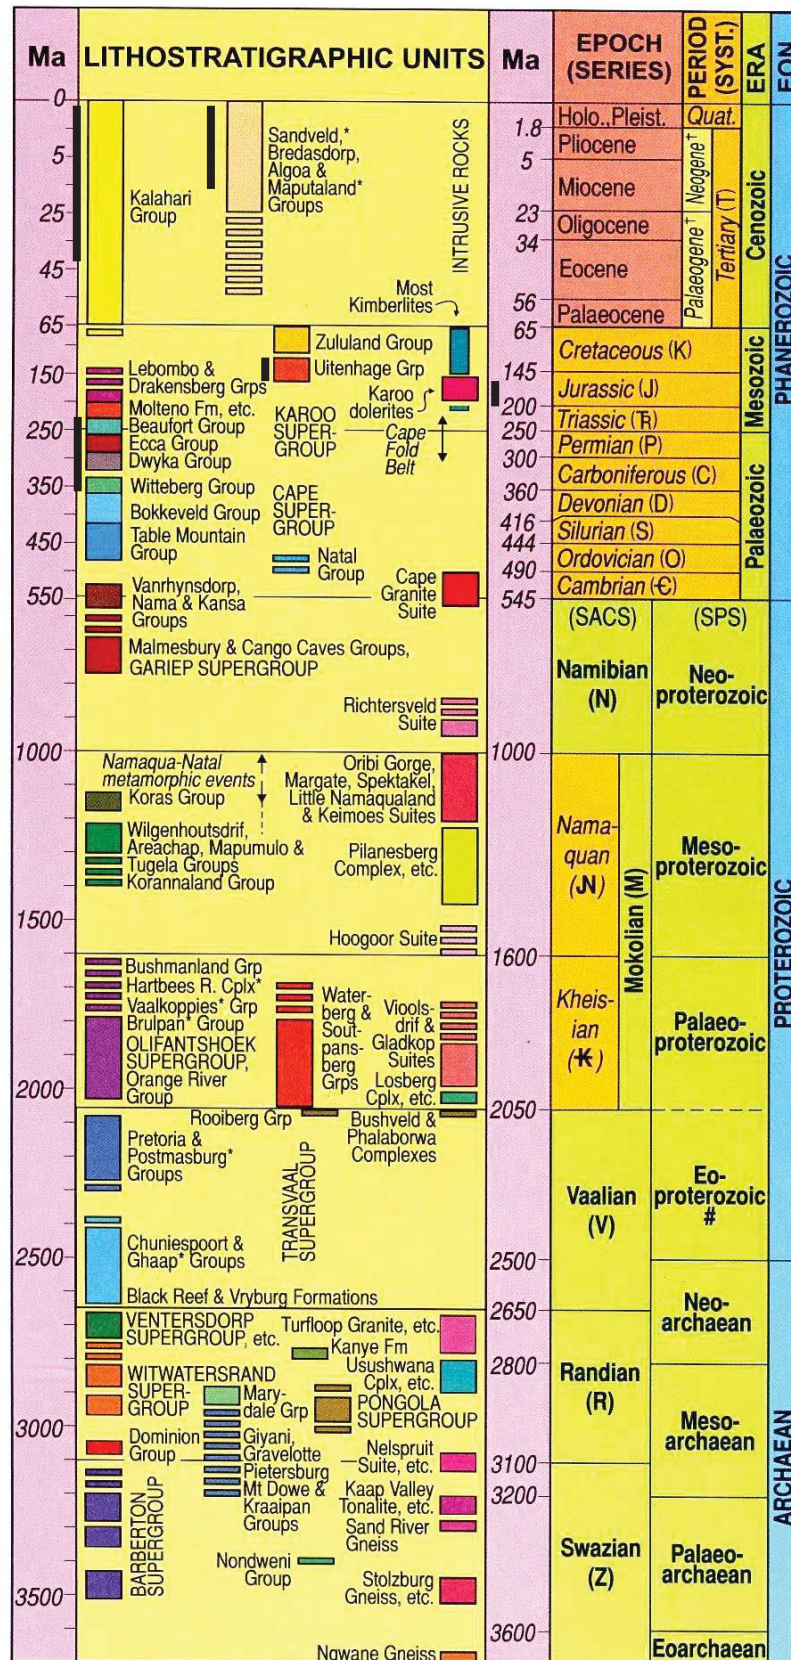 Ma
LITHOSTRATIGRAPHIC UNITS
Ma
EPOCH
(SERIES)
PERIOD
(SYST.)
ERA
EON
0
5
25
45
65
150
250
350
450
550
1000
1500
2000
2500
3000
3500
Kalahari
Group
Sandveld,*
Bredasdorp,
Algoa &
Maputaland*
Groups
INTRUSIVE ROCKS
Most
Kimberlites
Zululand Group
Uitenhage Grp
Lebombo &
Drakensberg Grps
Molteno Fm, etc.
Beaufort Group
Ecca Group
Dwyka Group
KAROO
SUPER-
GROUP
Karoo
dolerites
Cape
Fold
Belt
Witteberg Group
Bokkeveld Group
Table Mountain
Group
CAPE
SUPER-
GROUP
Natal
Group
Vanrhynsdorp,
Nama & Kansa
Groups
Cape
Granite
Suite
Malmesbury & Cango Caves Groups,
GARIEP SUPERGROUP
Richtersveld
Suite
Namaqua-Natal
metamorphic events
Koras Group
Oribi Gorge,
Margate, Spektakel,
Little Namaqualand
& Keimoes Suites
Wilgenhoutsdrif,
Areachap, Mapumulo &
Tugela Groups
Korannaland Group
Pilanesberg
Complex, etc.
Hoogoor Suite
Bushmanland Grp
Hartbees R. Cplx*
Vaalkoppies* Grp
Brulpan* Group
OLIFANTSHOEK
SUPERGROUP,
Orange River
Group
Water-
berg &
Sout-
pans-
berg
Grps
Viools-
drif &
Gladkop
Suites
Losberg
Cplx, etc.
Rooiberg Grp
Bushveld &
Phalaborwa
Complexes
Pretoria &
Postmasburg*
Groups
TRANSVAAL
SUPERGROUP
Chuniespoort &
Ghaap* Groups
Black Reef & Vryburg Formations
VENTERSDORP
SUPERGROUP, etc.
Turfloop Granite, etc.
Kanye Fm
WITWATERSRAND
SUPER-
GROUP
Usushwana
Cplx, etc.
Mary-
dale Grp
PONGOLA
SUPERGROUP
Dominion
Group
Giyani,
Gravelotte
Pietersburg
Mt Dowe &
Kraaipan
Groups
Nelspruit
Suite, etc.
Kaap Valley
Tonalite, etc.
Sand River
Gneiss
BARBERTON
SUPERGROUP
Nondweni
Group
Stolzburg
Gneiss, etc.
Ngwane Gneiss
1.8
5
23
34
56
65
145
200
250
300
360
416
444
490
545
1000
1600
2050
2500
2650
2800
3100
3200
3600
Holo., Pleist.
Quat.
Pliocene
Miocene
Oligocene
Eocene
Palaeocene
Neogene†
Palaeogene†
Tertiary (T)
Cenozoic
Cretaceous (K)
Jurassic (J)
Triassic (Ŧ)
Mesozoic
Permian (P)
Carboniferous (C)
Devonian (D)
Silurian (S)
Ordovician (O)
Cambrian (Є)
Palaeozoic
PHANEROZOIC
(SACS)
(SPS)
Namibian
(N)
Neo-
proterozoic
Nama-
quan
(JN)
Mokolian (M)
Meso-
proterozoic
Kheis-
ian
(K)
Palaeo-
proterozoic
PROTEROZOIC
Vaalian
(V)
Eo-
proterozoic
#
Neo-
archaean
Randian
(R)
Meso-
archaean
Swazian
(Z)
Palaeo-
archaean
Eoarchaean
ARCHAEAN